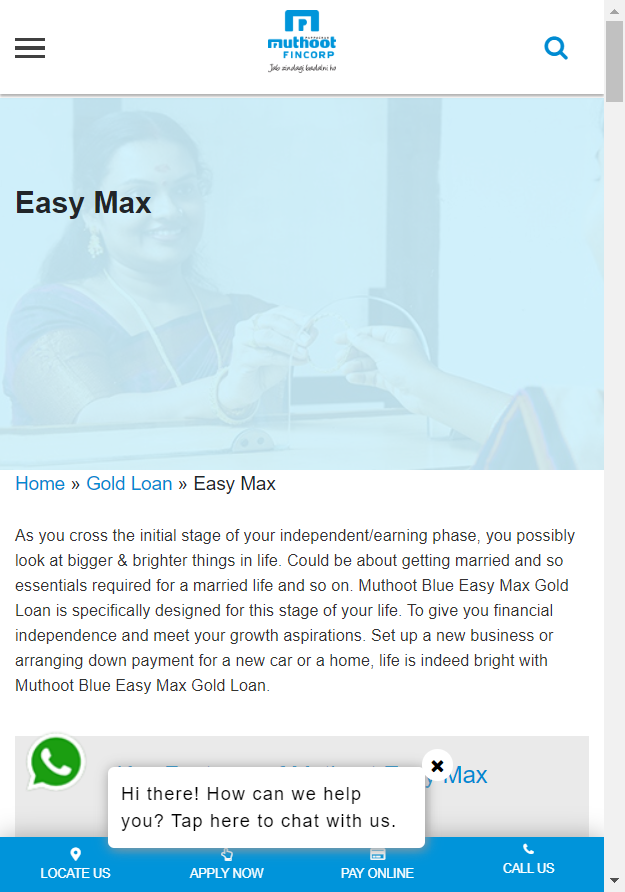 muthoot
FINCORP
Jab zindagi badalni ho
Easy Max
Home » Gold Loan » Easy Max
As you cross the initial stage of your independent/earning phase, you possibly
look at bigger & brighter things in life. Could be about getting married and so
essentials required for a married life and so on. Muthoot Blue Easy Max Gold
Loan is specifically designed for this stage of your life. To give you financial
independence and meet your growth aspirations. Set up a new business or
arranging down payment for a new car or a home, life is indeed bright with
Muthoot Blue Easy Max Gold Loan.
Max
Hi there! How can we help
you? Tap here to chat with us.
LOCATE US
APPLY NOW
PAY ONLINE
CALL US